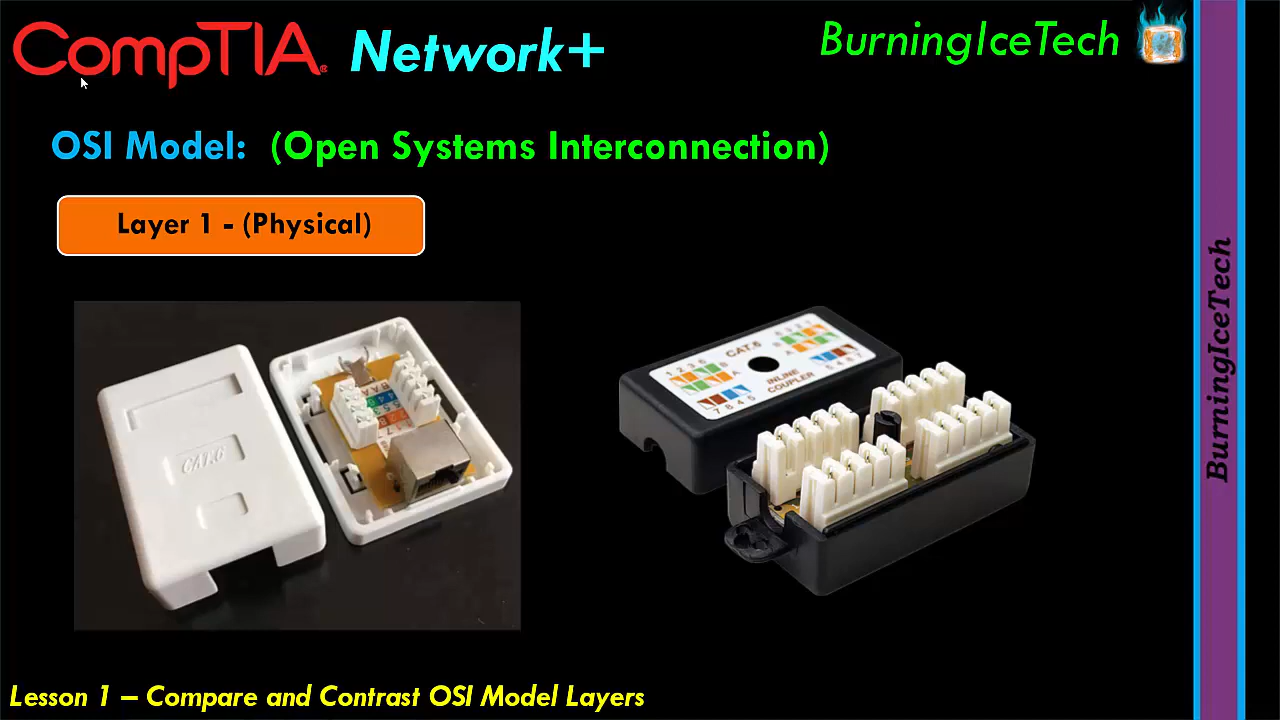 CompTIA® Network+
BurningIceTech
OSI Model: (Open Systems Interconnection)
Layer 1 - (Physical)
CAT.6
INLINE
COUPLER
BurningIceTech
Lesson 1 – Compare and Contrast OSI Model Layers